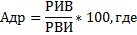 Адр = РИВ/РВИ * 100, где